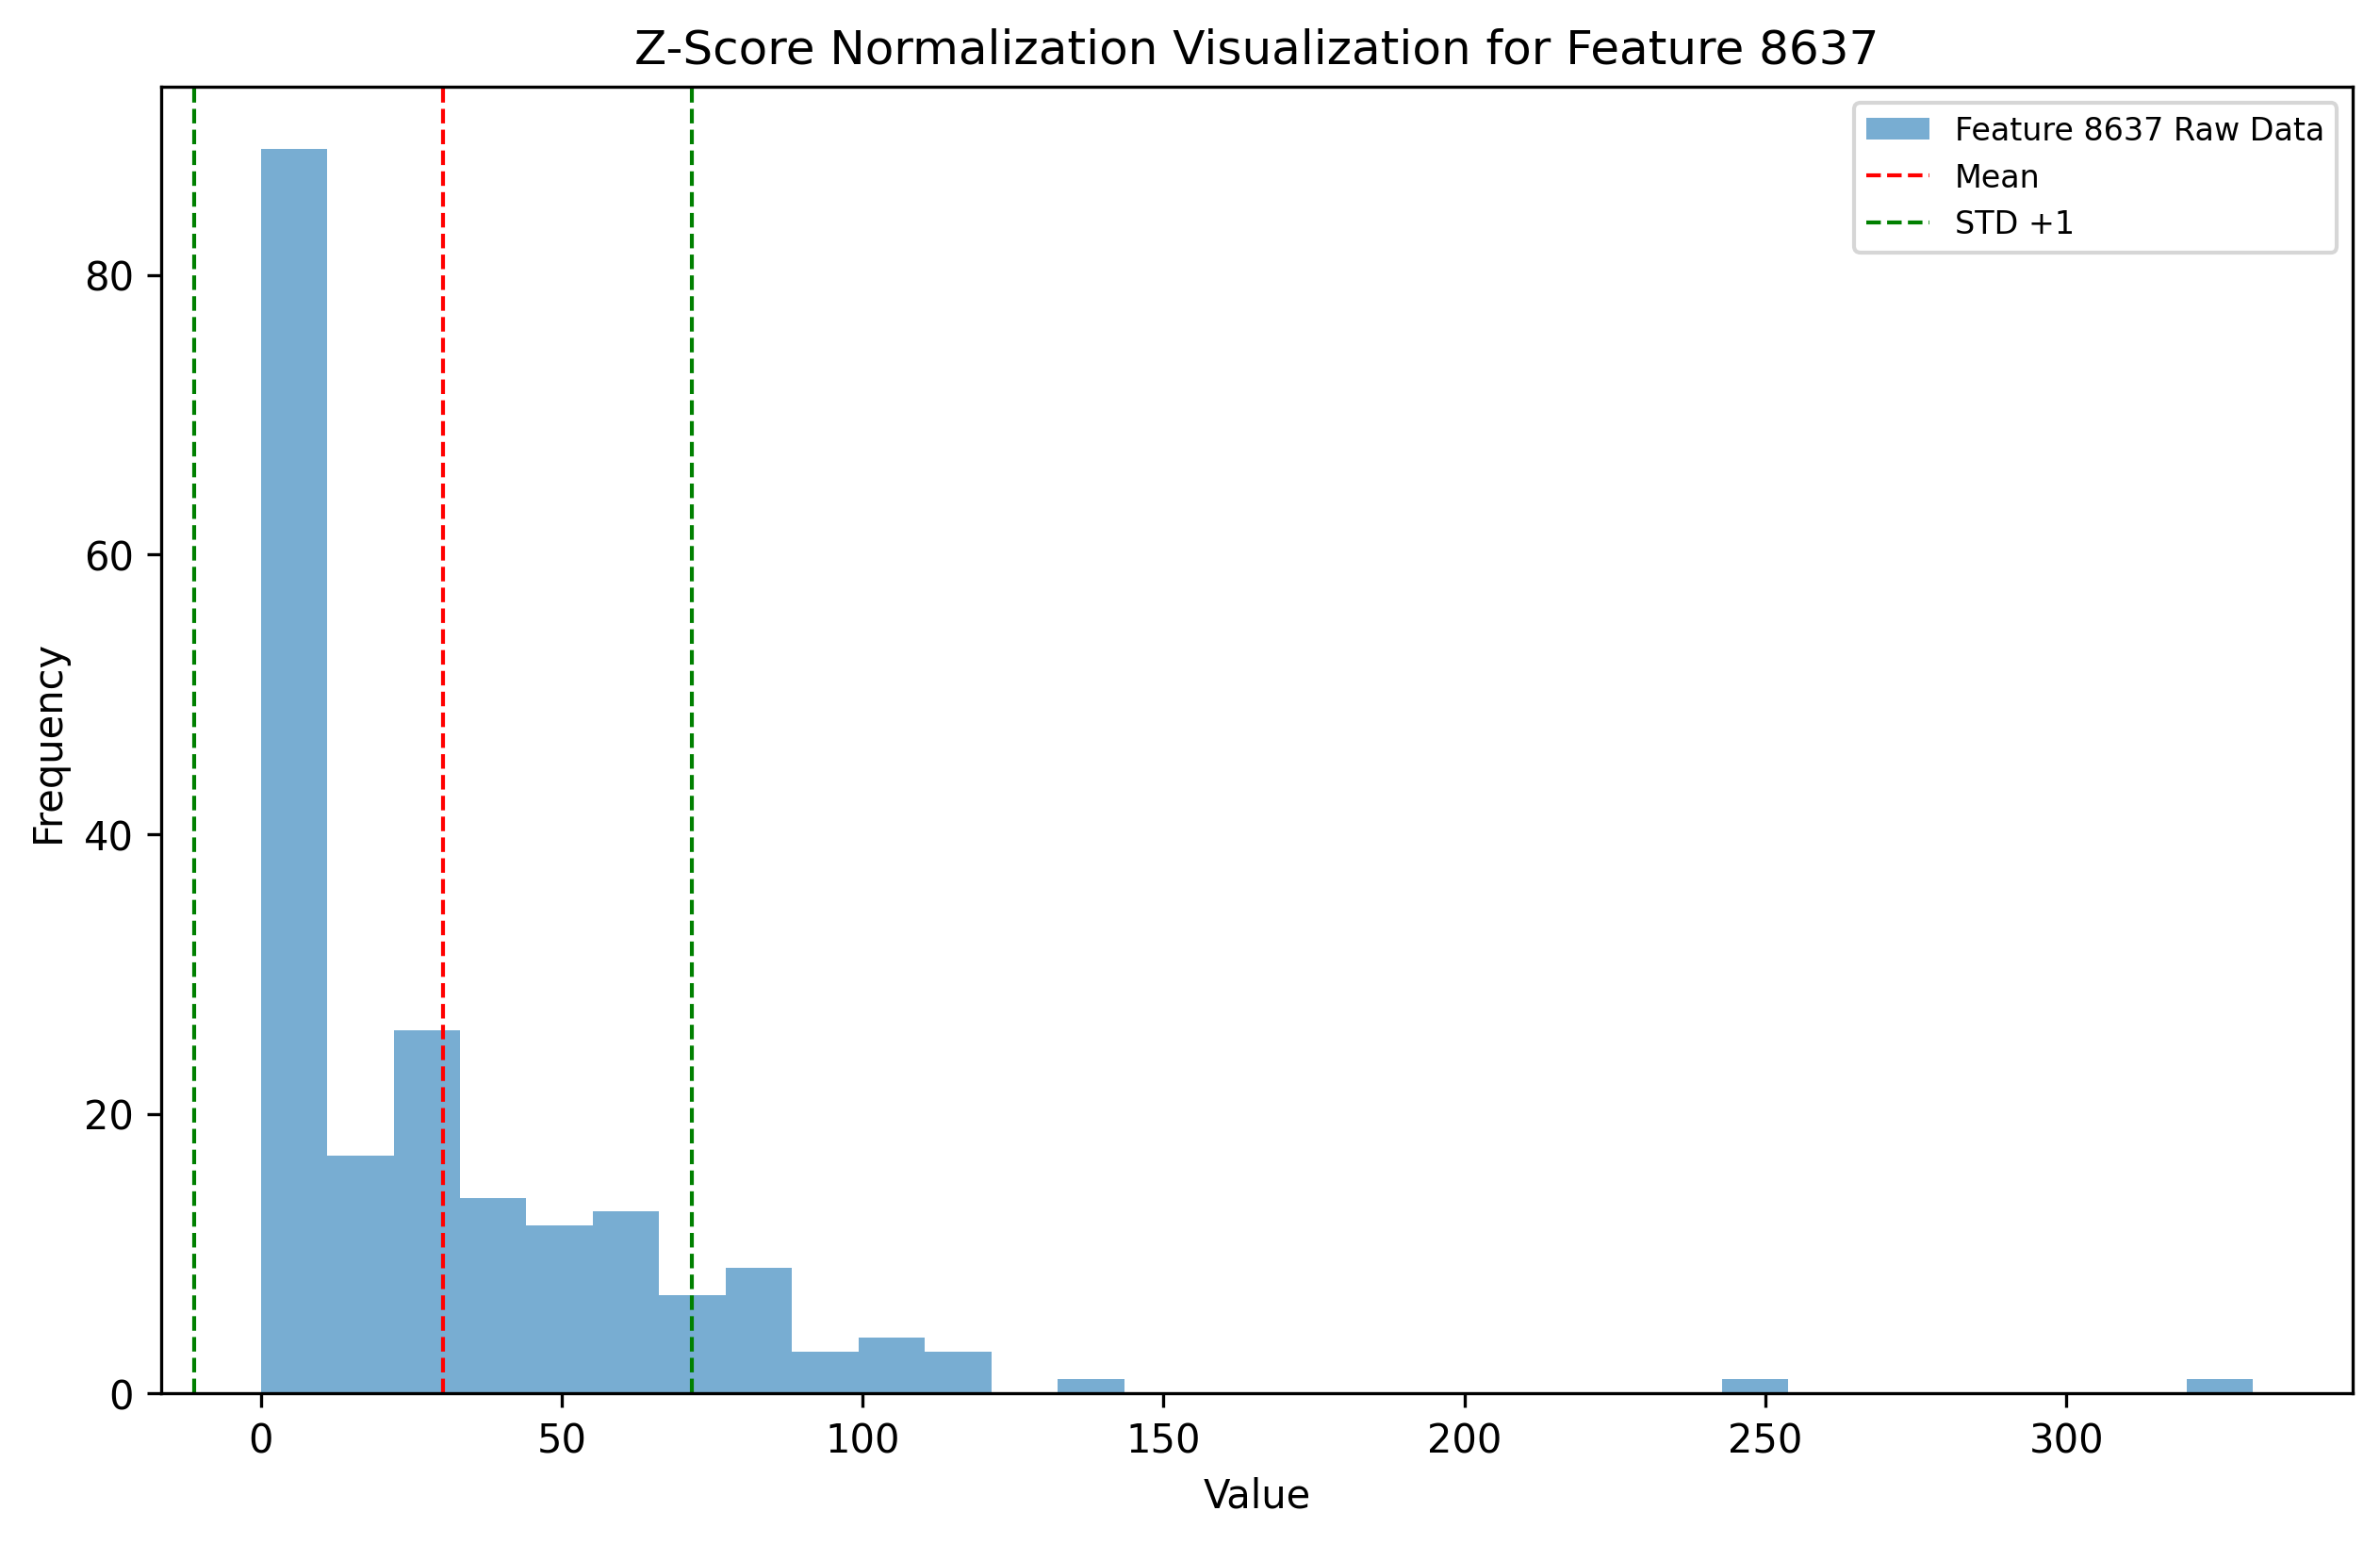 Z-Score Normalization Visualization for Feature 8637
Feature 8637 Raw Data
Mean
STD +1
Frequency
80
60
40
20
0
0 50 100 150 200 250 300
Value